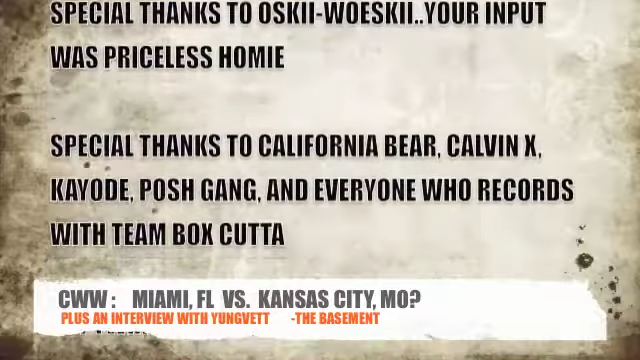 SPECIAL THANKS TO OSKII-WOESKII..YOUR INPUT
WAS PRICELESS HOMIE
SPECIAL THANKS TO CALIFORNIA BEAR, CALVIN X,
KAYODE, POSH GANG, AND EVERYONE WHO RECORDS
WITH TEAM BOX CUTTA
CWW : MIAMI, FL VS. KANSAS CITY, MO?
PLUS AN INTERVIEW WITH YUNGVETT -THE BASEMENT